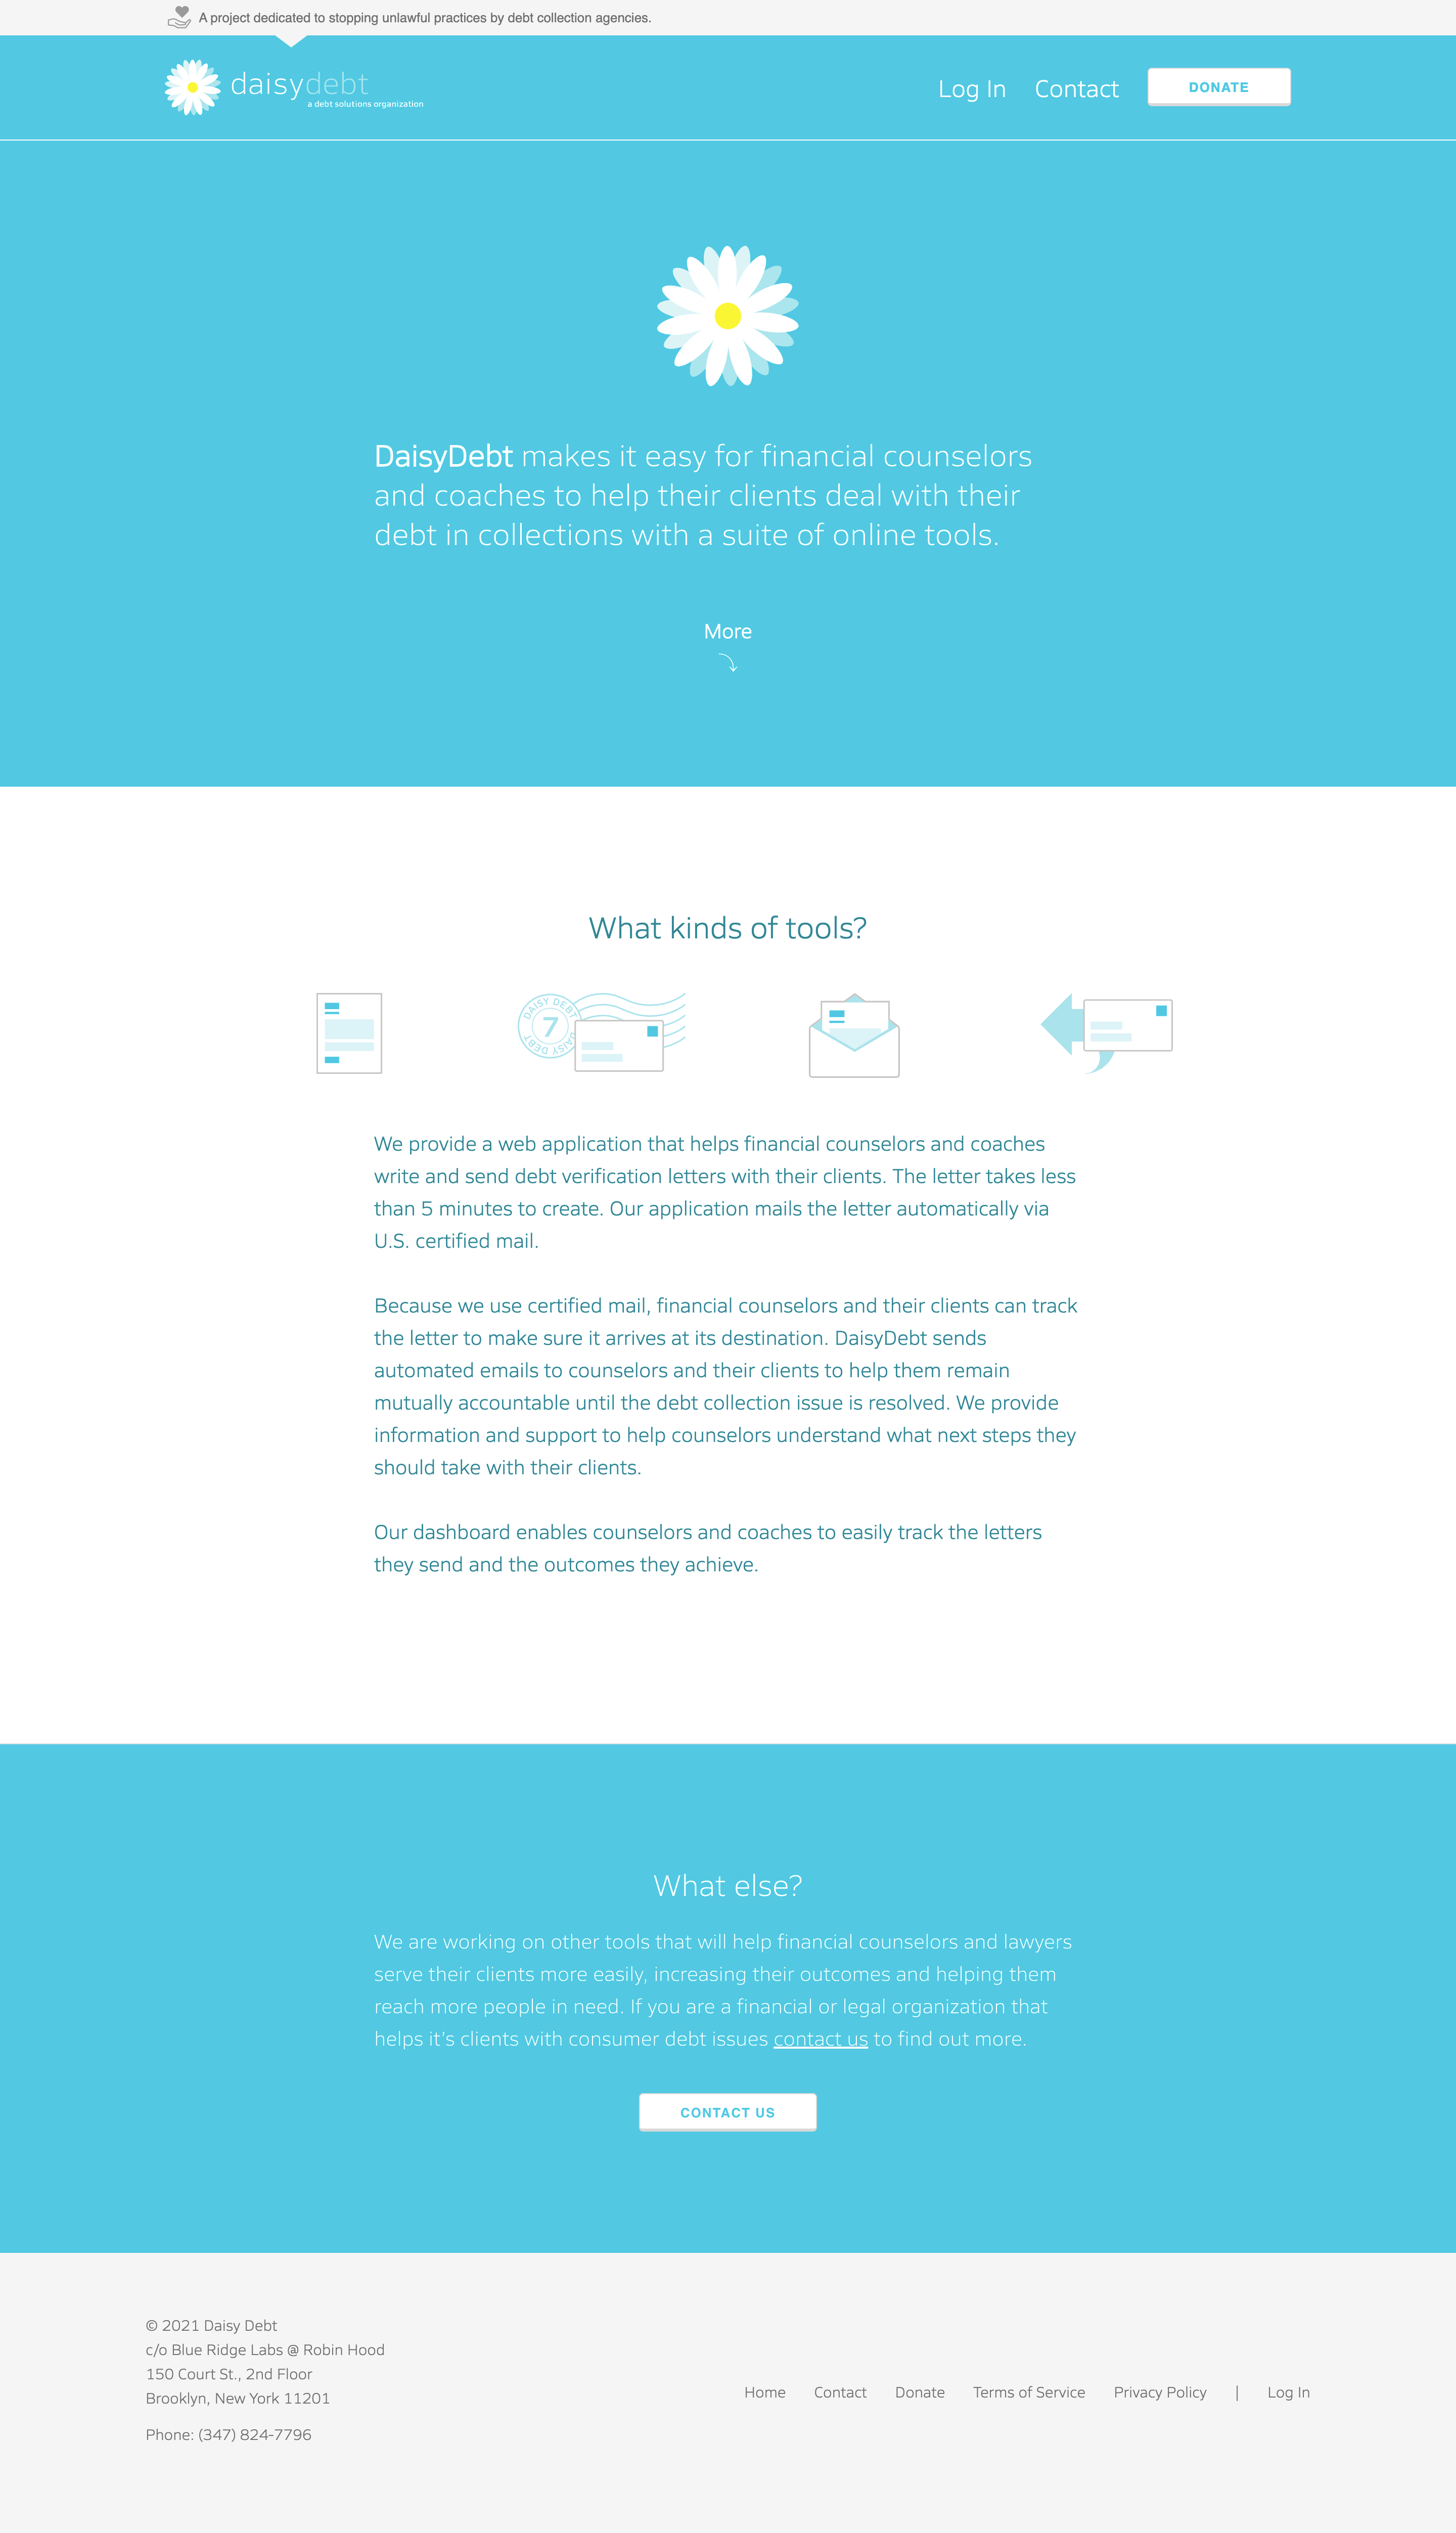 A project dedicated to stopping unlawful practices by debt collection agencies.
daisydebt
a debt solutions organization
Log In
Contact
DONATE
DaisyDebt makes it easy for financial counselors
and coaches to help their clients deal with their
debt in collections with a suite of online tools.
More
What kinds of tools?
DAISY DEBT
7
DAISY DEBT
We provide a web application that helps financial counselors and coaches
write and send debt verification letters with their clients. The letter takes less
than 5 minutes to create. Our application mails the letter automatically via
U.S. certified mail.
Because we use certified mail, financial counselors and their clients can track
the letter to make sure it arrives at its destination. DaisyDebt sends
automated emails to counselors and their clients to help them remain
mutually accountable until the debt collection issue is resolved. We provide
information and support to help counselors understand what next steps they
should take with their clients.
Our dashboard enables counselors and coaches to easily track the letters
they send and the outcomes they achieve.
What else?
We are working on other tools that will help financial counselors and lawyers
serve their clients more easily, increasing their outcomes and helping them
reach more people in need. If you are a financial or legal organization that
helps it’s clients with consumer debt issues contact us to find out more.
CONTACT US
© 2021 Daisy Debt
c/o Blue Ridge Labs @ Robin Hood
150 Court St., 2nd Floor
Brooklyn, New York 11201
Phone: (347) 824-7796
Home
Contact
Donate
Terms of Service
Privacy Policy
|
Log In